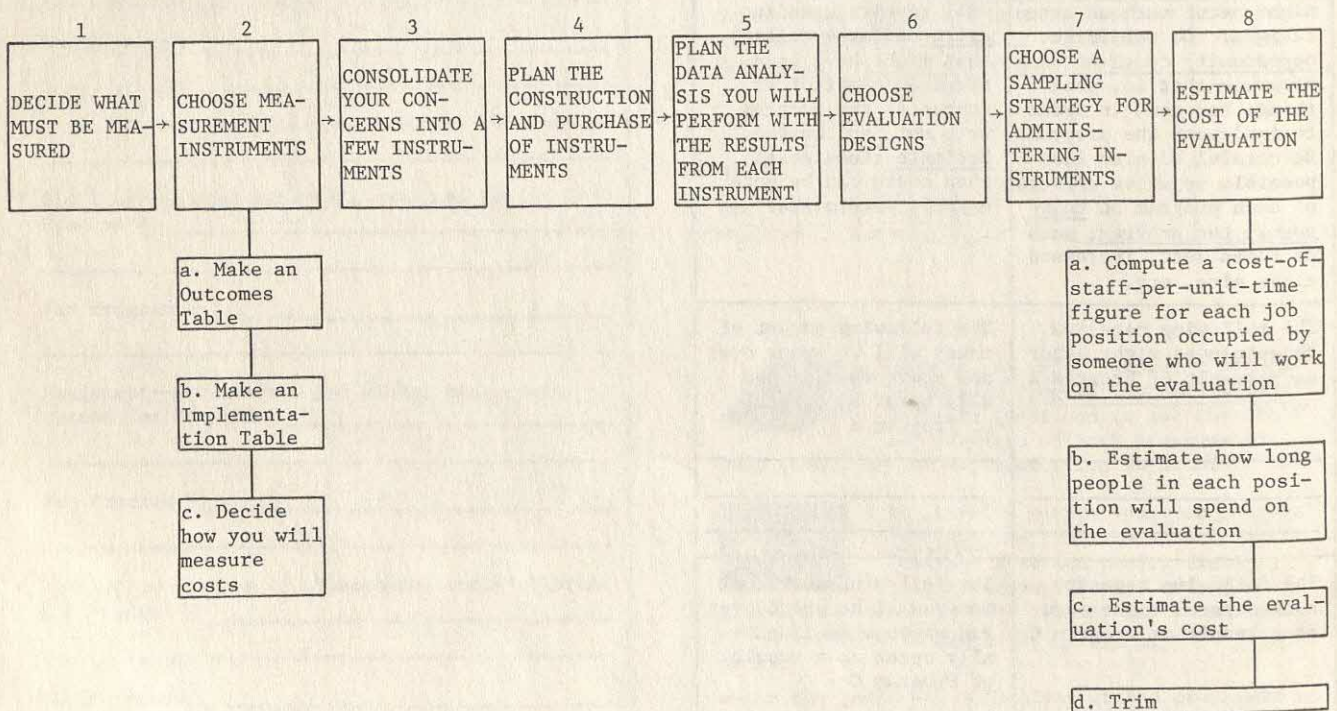 1
DECIDE WHAT
MUST BE MEA-
SURED
→
2
CHOOSE MEA-
SUREMENT
INSTRUMENTS
→
3
CONSOLIDATE
YOUR CON-
CERNS INTO A
FEW INSTRU-
MENTS
→
4
PLAN THE
CONSTRUCTION
AND PURCHASE
OF INSTRU-
MENTS
→
5
PLAN THE
DATA ANALY-
SIS YOU WILL
PERFORM WITH
THE RESULTS
FROM EACH
INSTRUMENT
→
6
CHOOSE
EVALUATION
DESIGNS
→
7
CHOOSE A
SAMPLING
STRATEGY FOR
ADMINIS-
TERING IN-
STRUMENTS
→
8
ESTIMATE THE
COST OF THE
EVALUATION
a. Make an
Outcomes
Table
b. Make an
Implementa-
tion Table
c. Decide
how you will
measure
costs
a. Compute a cost-of-
staff-per-unit-time
figure for each job
position occupied by
someone who will work
on the evaluation
b. Estimate how long
people in each posi-
tion will spend on
the evaluation
c. Estimate the eval-
uation's cost
d. Trim